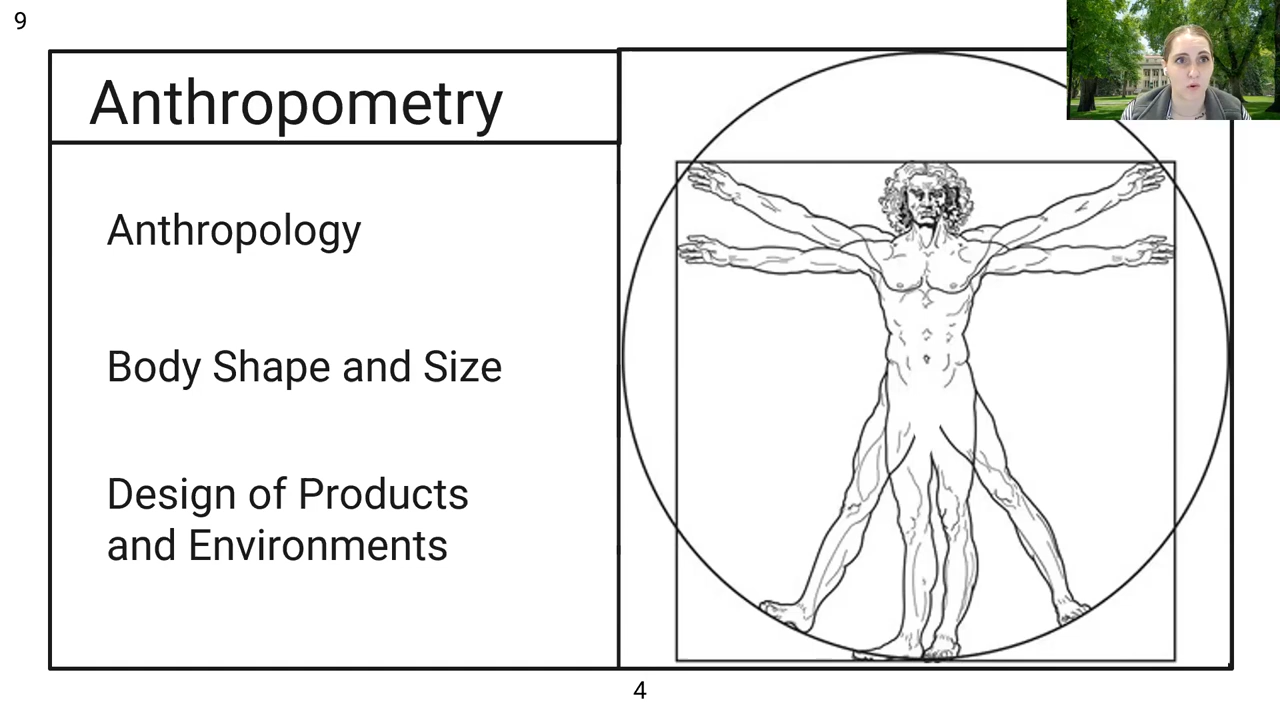 9
Anthropometry
Anthropology
Body Shape and Size
Design of Products
and Environments
4